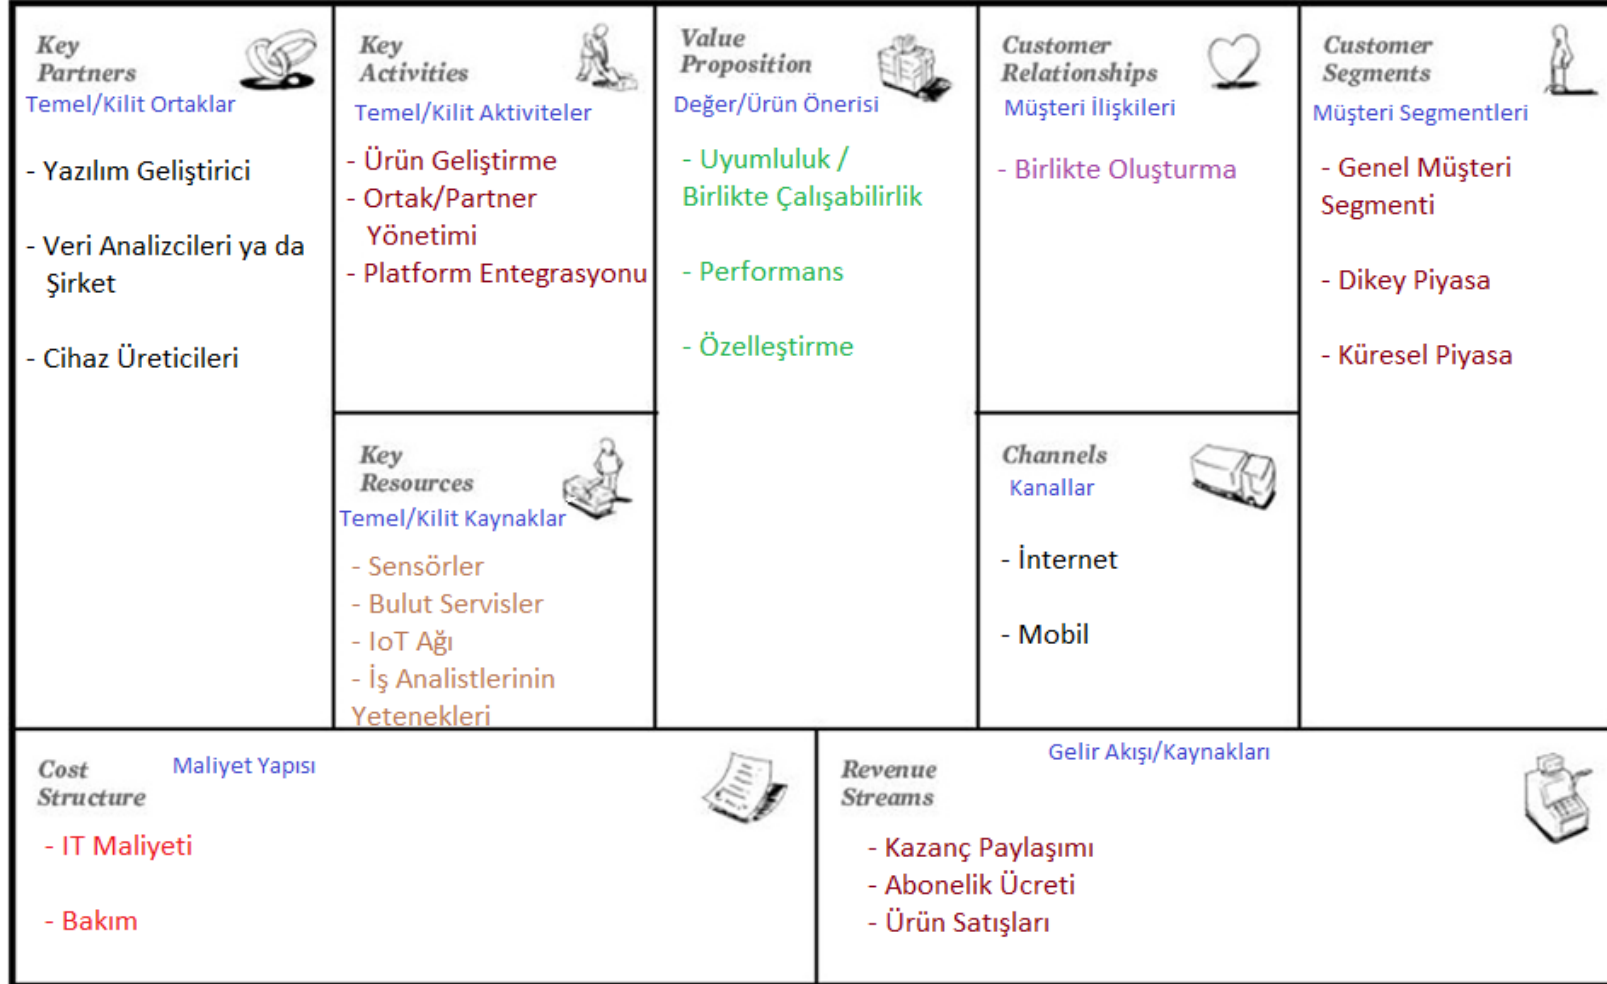 Key
Partners
Temel/Kilit Ortaklar
- Yazılım Geliştirici
- Veri Analizcileri ya da
Şirket
- Cihaz Üreticileri
Key
Activities
Temel/Kilit Aktiviteler
- Ürün Geliştirme
- Ortak/Partner
Yönetimi
- Platform Entegrasyonu
Key
Resources
Temel/Kilit Kaynaklar
- Sensörler
- Bulut Servisler
- IoT Ağı
- İş Analistlerinin
Yetenekleri
Value
Proposition
Değer/Ürün Önerisi
- Uyumluluk /
Birlikte Çalışabilirlik
- Performans
- Özelleştirme
Customer
Relationships
Müşteri İlişkileri
- Birlikte Oluşturma
Channels
Kanallar
- İnternet
- Mobil
Customer
Segments
Müşteri Segmentleri
- Genel Müşteri
Segmenti
- Dikey Piyasa
- Küresel Piyasa
Cost
Structure
Maliyet Yapısı
- IT Maliyeti
- Bakım
Revenue
Streams
Gelir Akışı/Kaynakları
- Kazanç Paylaşımı
- Abonelik Ücreti
- Ürün Satışları